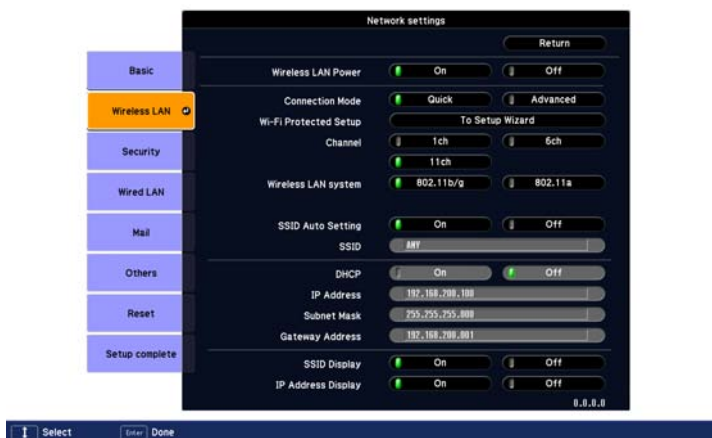 Network settings
Return
Basic
Wireless LAN Power On Off
Wireless LAN
Connection Mode Quick Advanced
Wi-Fi Protected Setup To Setup Wizard
Channel 1ch 6ch
11ch
Security
Wireless LAN system 802.11b/g 802.11a
Wired LAN
Mail
SSID Auto Setting On Off
SSID ANY
Others
DHCP On Off
IP Address 192.168.200.100
Reset
Subnet Mask 255.255.255.000
Gateway Address 192.168.200.001
Setup complete
SSID Display On Off
IP Address Display On Off
0.0.0.0
Select Enter Done